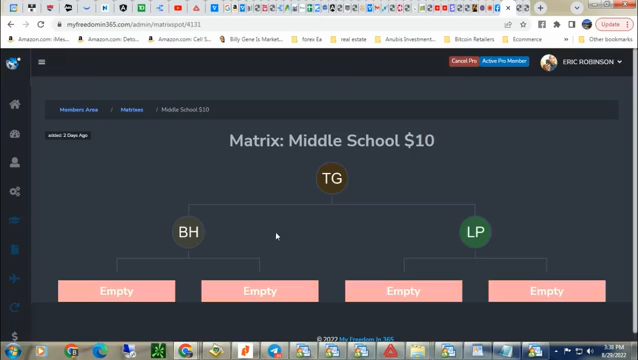 myfreedomin365.com/admin/matrixspot/4131
Update
Amazon.com: iMes...
Amazon.com: Deto...
Amazon.com: Cell S...
Billy Gene Is Market...
forex Ea
real estate
Anubis Investment...
Bitcoin Retailers
Ecommerce
Other bookmarks
Cancel Pro
Active Pro Member
ERIC ROBINSON
Members Area / Matrixes / Middle School $10
added: 2 Days Ago
Matrix: Middle School $10
TG
BH
LP
Empty
Empty
Empty
Empty
© 2022 My Freedom In 365
3:38 PM
8/29/2022